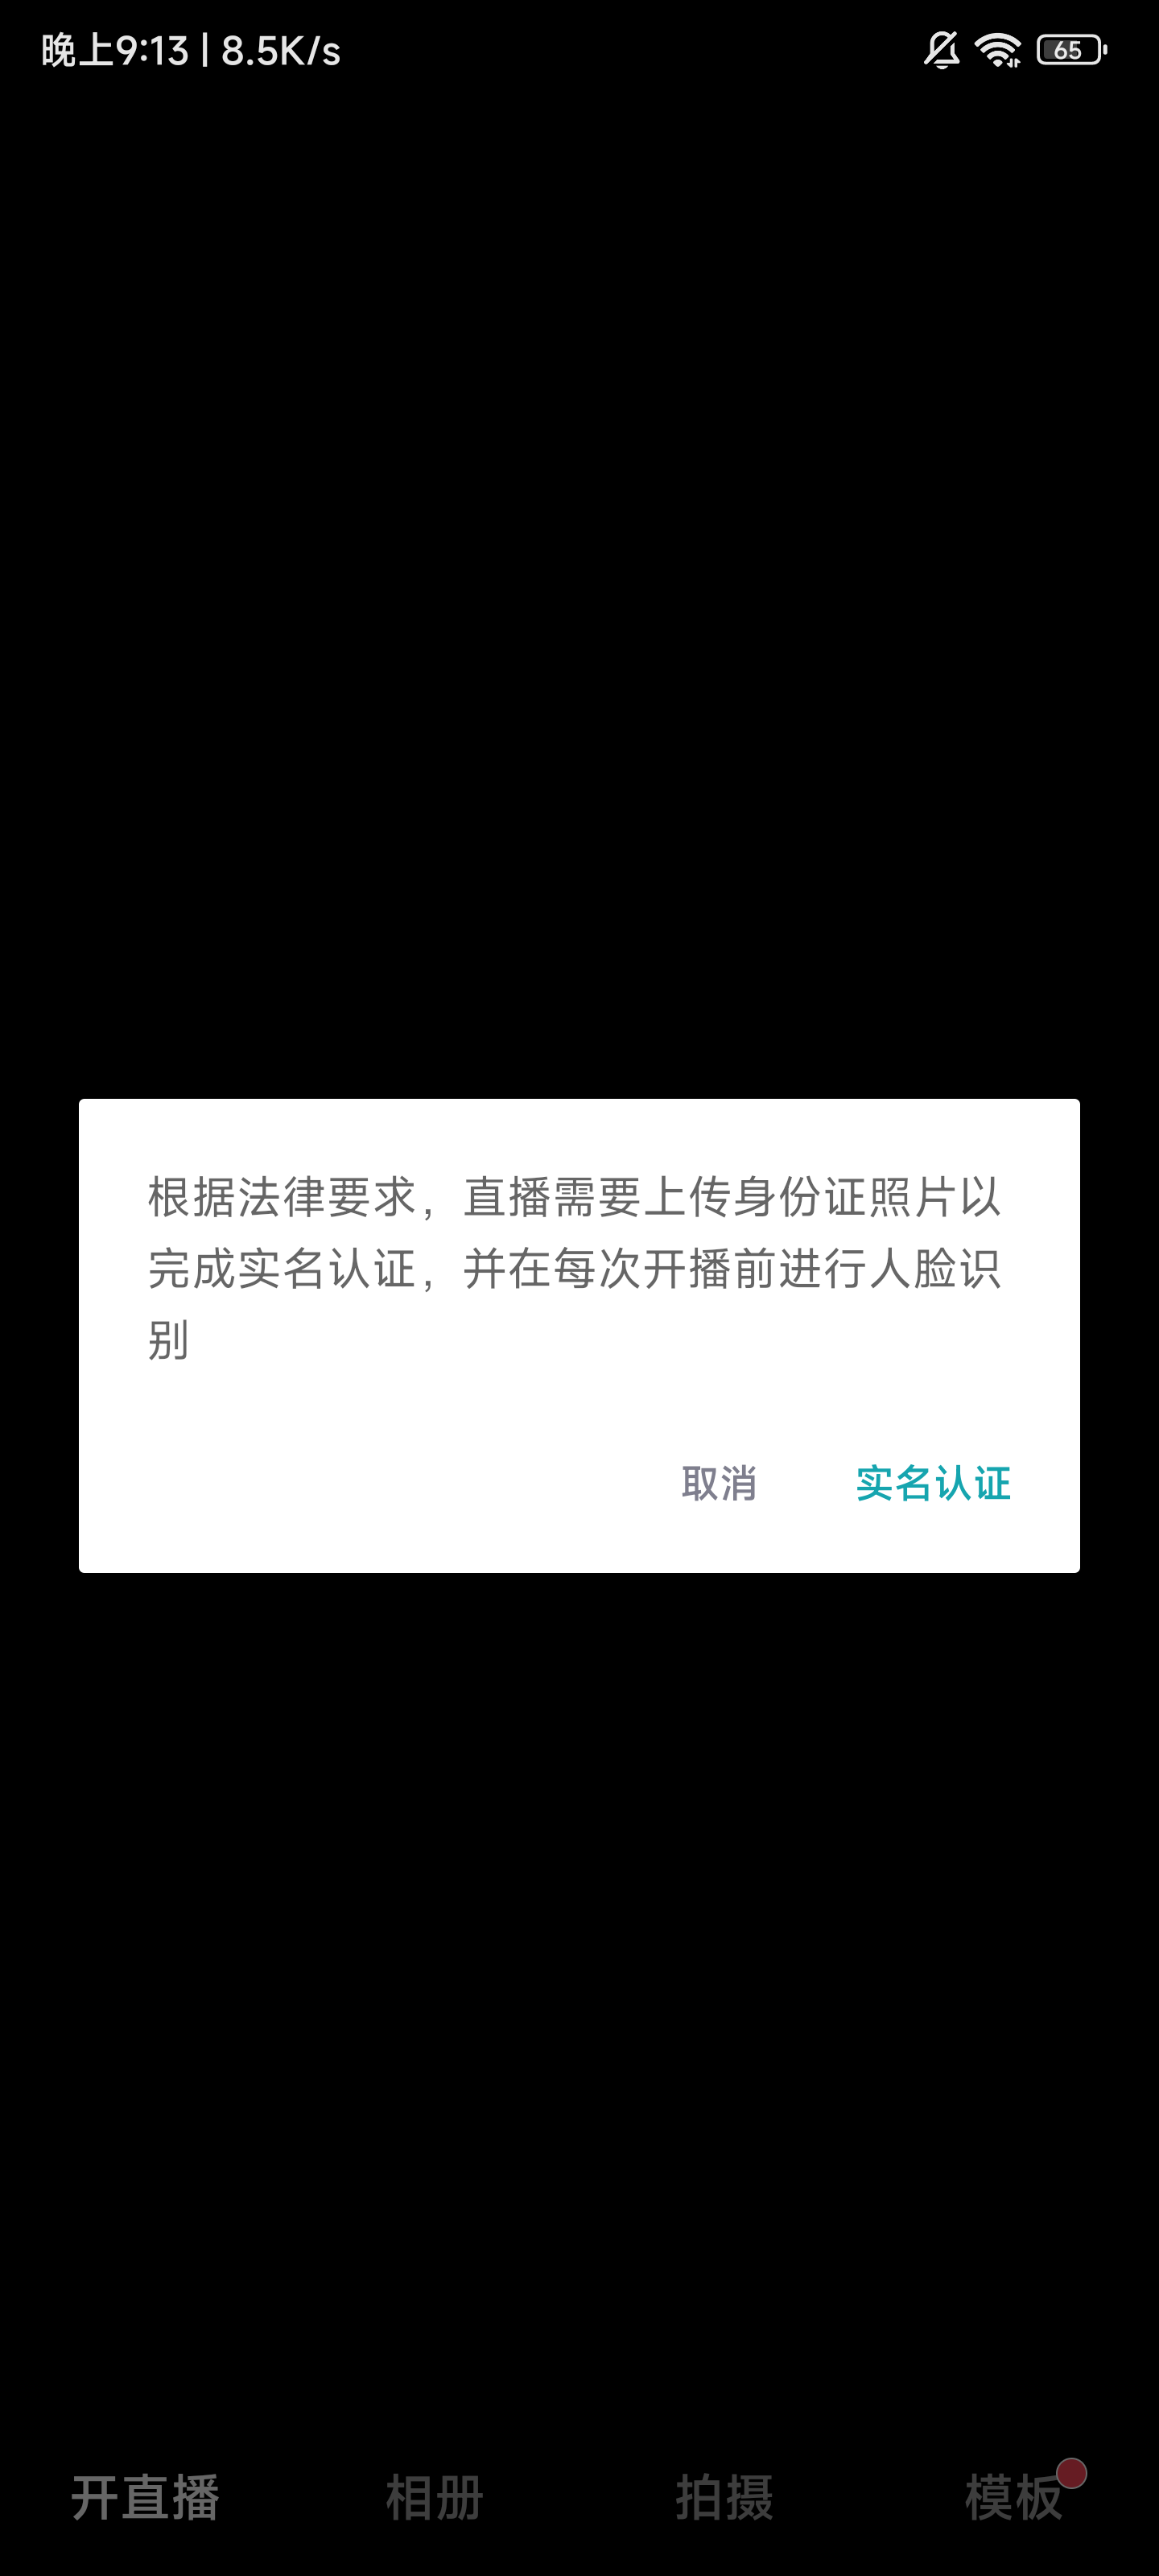 晚上9:13 | 8.5K/s
65
根据法律要求，直播需要上传身份证照片以
完成实名认证，并在每次开播前进行人脸识
别
取消
实名认证
开直播
相册
拍摄
模板